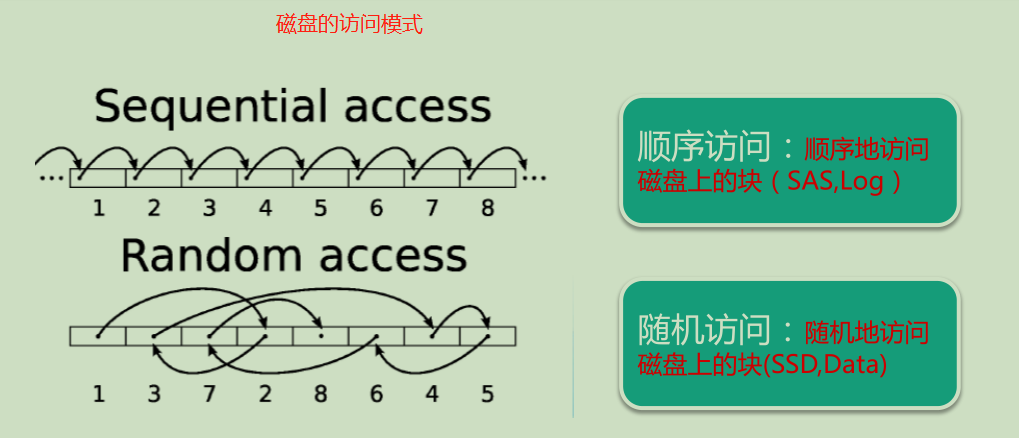 磁盘的访问模式
Sequential access
... ...
1 2 3 4 5 6 7 8
Random access
1 3 7 2 8 6 4 5
顺序访问：顺序地访问
磁盘上的块（SAS,Log）
随机访问：随机地访问
磁盘上的块(SSD,Data)